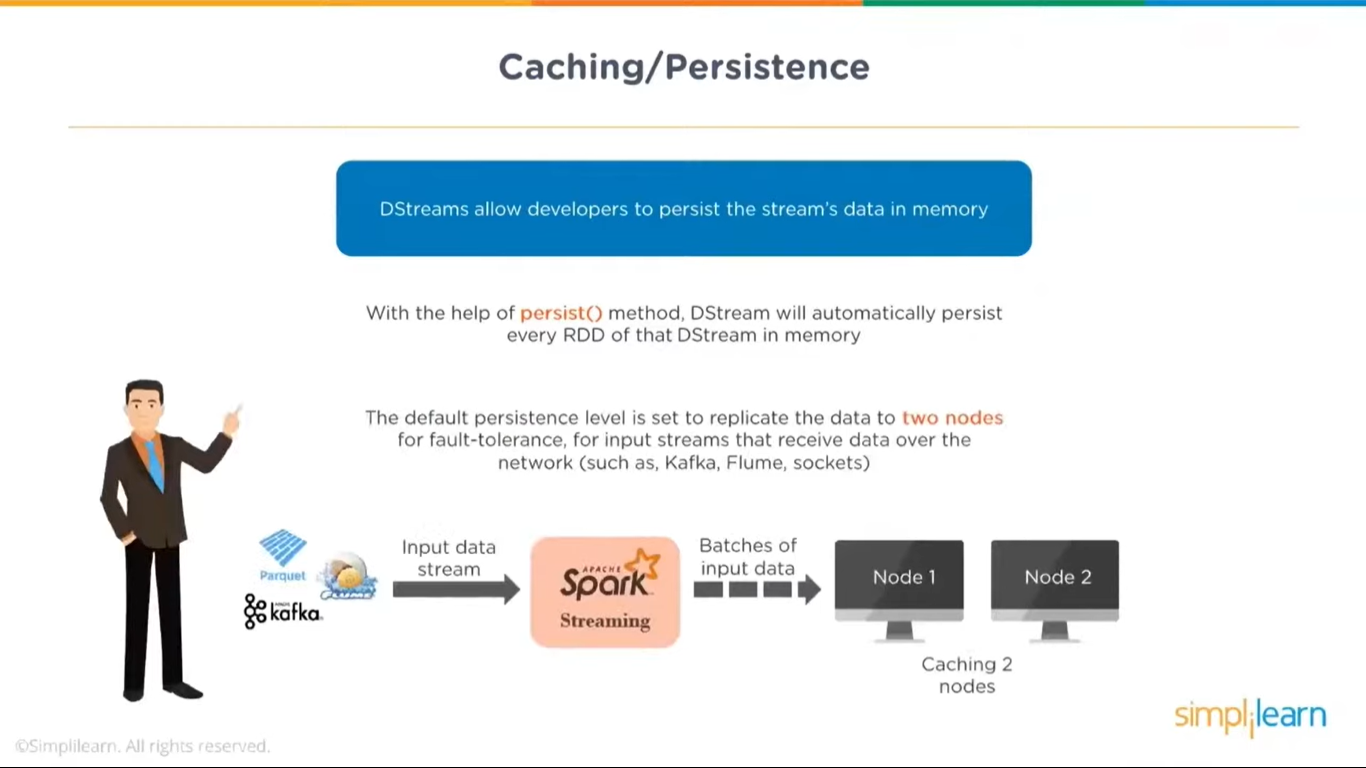 Caching/Persistence
DStreams allow developers to persist the stream's data in memory
With the help of persist() method, DStream will automatically persist
every RDD of that DStream in memory
The default persistence level is set to replicate the data to two nodes
for fault-tolerance, for input streams that receive data over the
network (such as, Kafka, Flume, sockets)
Parquet
kafka
Input data
stream
APACHE
Spark
Streaming
Batches of
input data
Node 1
Node 2
Caching 2
nodes
simplilearn
©Simplilearn. All rights reserved.